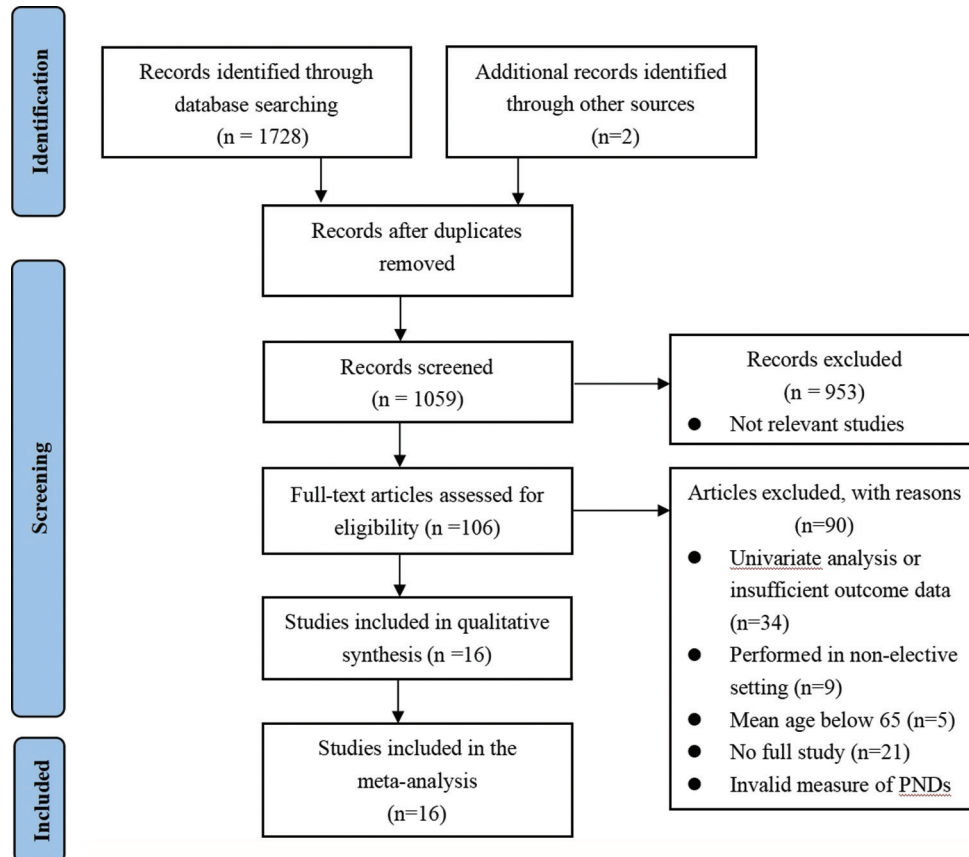 Identification
Records identified through
database searching
(n = 1728)
Additional records identified
through other sources
(n=2)
Records after duplicates
removed
Screening
Records screened
(n = 1059)
Records excluded
(n = 953)
● Not relevant studies
Full-text articles assessed for
eligibility (n =106)
Articles excluded, with reasons
(n=90)
● Univariate analysis or
insufficient outcome data
(n=34)
● Performed in non-elective
setting (n=9)
● Mean age below 65 (n=5)
● No full study (n=21)
● Invalid measure of PNDs
Studies included in qualitative
synthesis (n =16)
Included
Studies included in the
meta-analysis
(n=16)